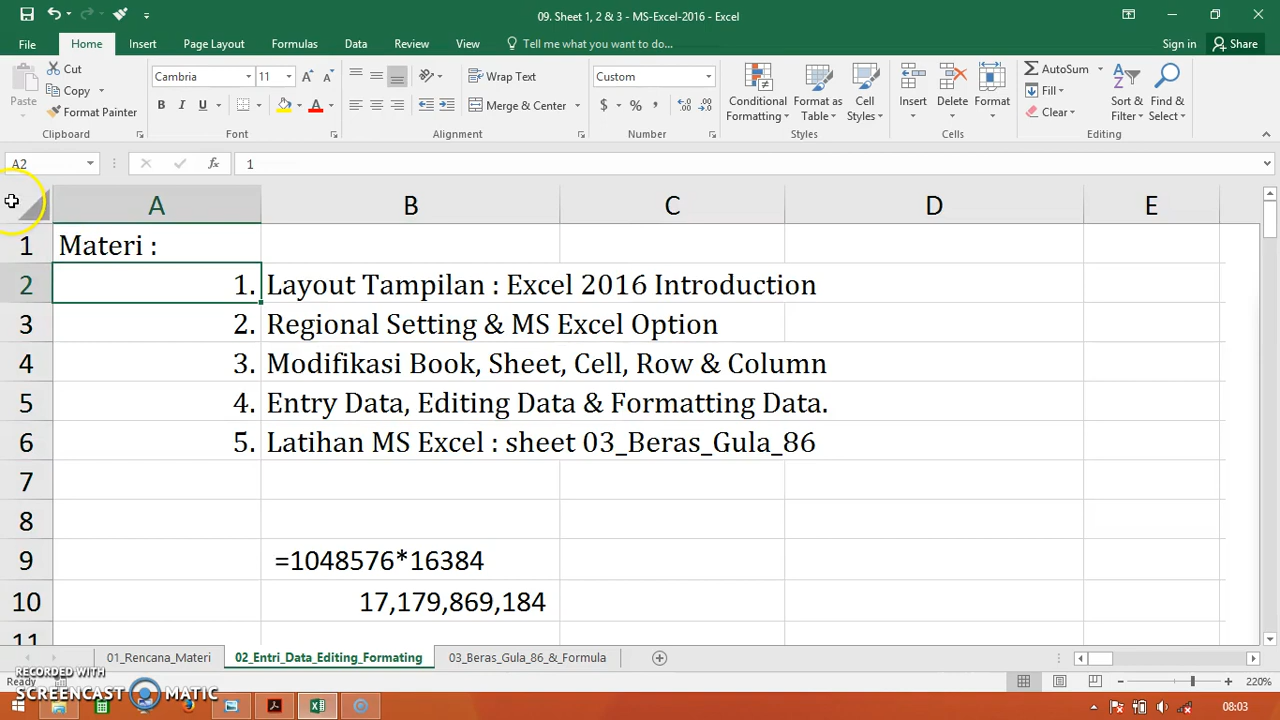 09. Sheet 1, 2 & 3 - MS-Excel-2016 - Excel
File Home Insert Page Layout Formulas Data Review View Tell me what you want to do... Sign in Share
Paste Cut Copy Format Painter
Cambria 11 B I U A
Wrap Text Merge & Center
Custom $ % ,
Conditional Formatting Format as Table Cell Styles
Insert Delete Format
AutoSum Fill Clear Sort & Filter Find & Select
Clipboard Font Alignment Number Styles Cells Editing
A2 fx 1
A B C D E
1 Materi :
2 1. Layout Tampilan : Excel 2016 Introduction
3 2. Regional Setting & MS Excel Option
4 3. Modifikasi Book, Sheet, Cell, Row & Column
5 4. Entry Data, Editing Data & Formatting Data.
6 5. Latihan MS Excel : sheet 03_Beras_Gula_86
7
8
9 =1048576*16384
10 17,179,869,184
11
01_Rencana_Materi 02_Entri_Data_Editing_Formating 03_Beras_Gula_86_&_Formula
Ready 220%
RECORDED WITH
SCREENCAST MATIC
08:03